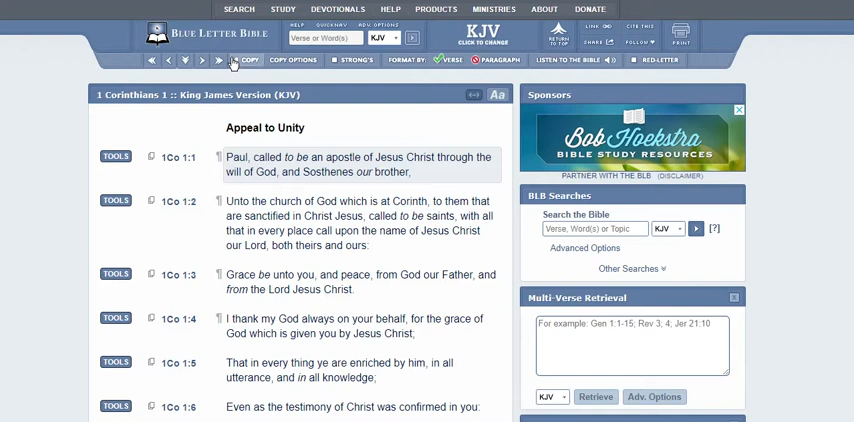 SEARCH STUDY DEVOTIONALS HELP PRODUCTS MINISTRIES ABOUT DONATE
BLUE LETTER BIBLE
HELP QUICKNAV ADV. OPTIONS
Verse or Word(s) KJV
KJV
CLICK TO CHANGE
RETURN
TO TOP
LINK CITE THIS
SHARE FOLLOW
PRINT
COPY COPY OPTIONS STRONG'S FORMAT BY: VERSE PARAGRAPH LISTEN TO THE BIBLE RED-LETTER
1 Corinthians 1 :: King James Version (KJV) Aa
Appeal to Unity
TOOLS 1Co 1:1 ¶ Paul, called to be an apostle of Jesus Christ through the
will of God, and Sosthenes our brother,
TOOLS 1Co 1:2 ¶ Unto the church of God which is at Corinth, to them that
are sanctified in Christ Jesus, called to be saints, with all
that in every place call upon the name of Jesus Christ
our Lord, both theirs and ours:
TOOLS 1Co 1:3 ¶ Grace be unto you, and peace, from God our Father, and
from the Lord Jesus Christ.
TOOLS 1Co 1:4 ¶ I thank my God always on your behalf, for the grace of
God which is given you by Jesus Christ;
TOOLS 1Co 1:5 That in every thing ye are enriched by him, in all
utterance, and in all knowledge;
TOOLS 1Co 1:6 Even as the testimony of Christ was confirmed in you:
Sponsors
Bob Hoekstra
BIBLE STUDY RESOURCES
PARTNER WITH THE BLB (DISCLAIMER)
BLB Searches
Search the Bible
Verse, Word(s) or Topic KJV [?]
Advanced Options
Other Searches
Multi-Verse Retrieval x
For example: Gen 1:1-15; Rev 3; 4; Jer 21:10
KJV Retrieve Adv. Options